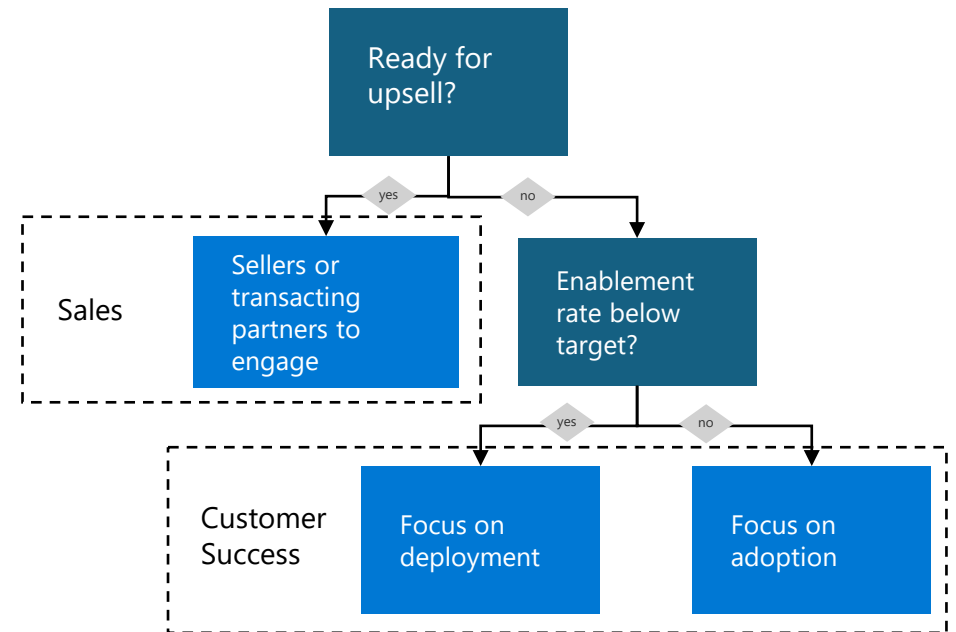 Ready for
upsell?
yes
no
Sales
Sellers or
transacting
partners to
engage
Enablement
rate below
target?
yes
no
Customer
Success
Focus on
deployment
Focus on
adoption